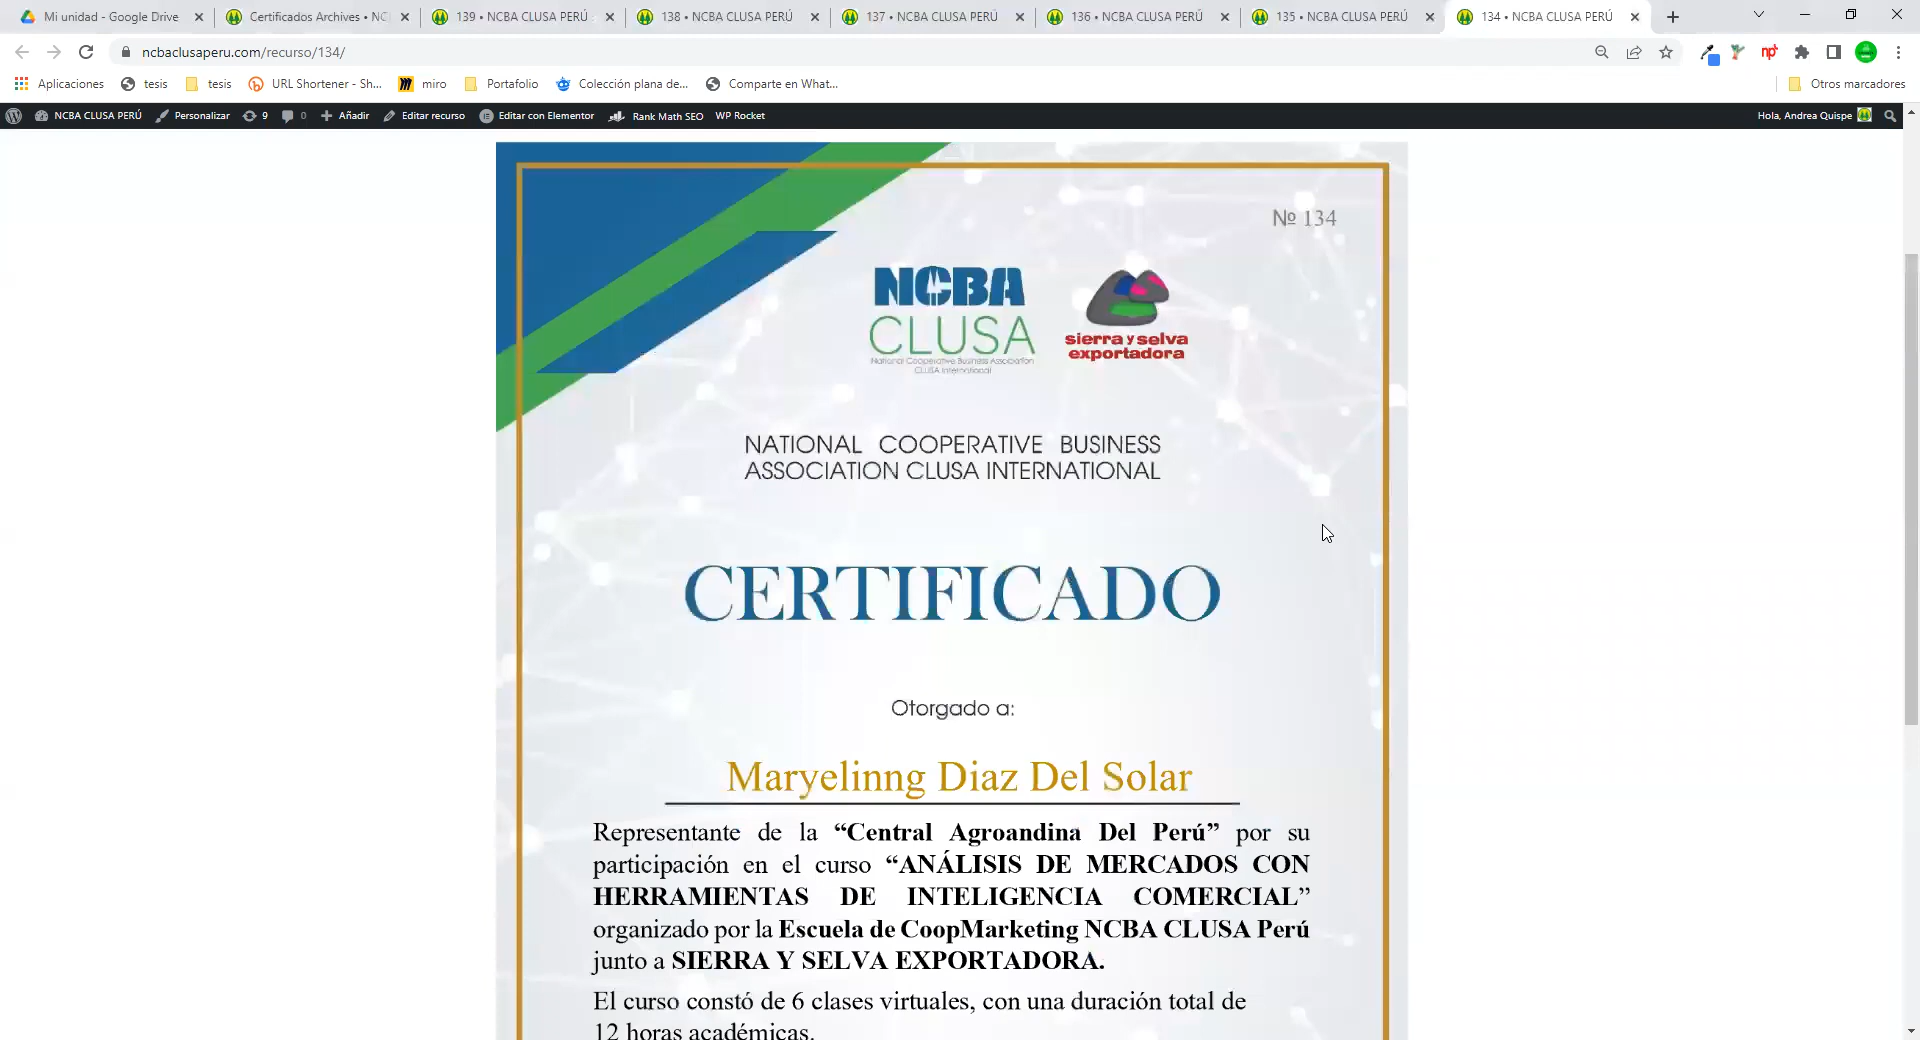 Mi unidad - Google Drive
Certificados Archives • NC
139 • NCBA CLUSA PERÚ
138 • NCBA CLUSA PERÚ
137 • NCBA CLUSA PERÚ
136 • NCBA CLUSA PERÚ
135 • NCBA CLUSA PERÚ
134 • NCBA CLUSA PERÚ
ncbaclusaperu.com/recurso/134/
Aplicaciones
tesis
tesis
URL Shortener - Sh...
miro
Portafolio
Colección plana de...
Comparte en What...
Otros marcadores
NCBA CLUSA PERÚ
Personalizar
9
0
Añadir
Editar recurso
Editar con Elementor
Rank Math SEO
WP Rocket
Hola, Andrea Quispe
№ 134
NCBA
CLUSA
National Cooperative Business Association
CLUSA International
sierra y selva
exportadora
NATIONAL COOPERATIVE BUSINESS
ASSOCIATION CLUSA INTERNATIONAL
CERTIFICADO
Otorgado a:
Maryelinng Diaz Del Solar
Representante de la “Central Agroandina Del Perú” por su
participación en el curso “ANÁLISIS DE MERCADOS CON
HERRAMIENTAS DE INTELIGENCIA COMERCIAL”
organizado por la Escuela de CoopMarketing NCBA CLUSA Perú
junto a SIERRA Y SELVA EXPORTADORA.
El curso constó de 6 clases virtuales, con una duración total de
12 horas académicas.